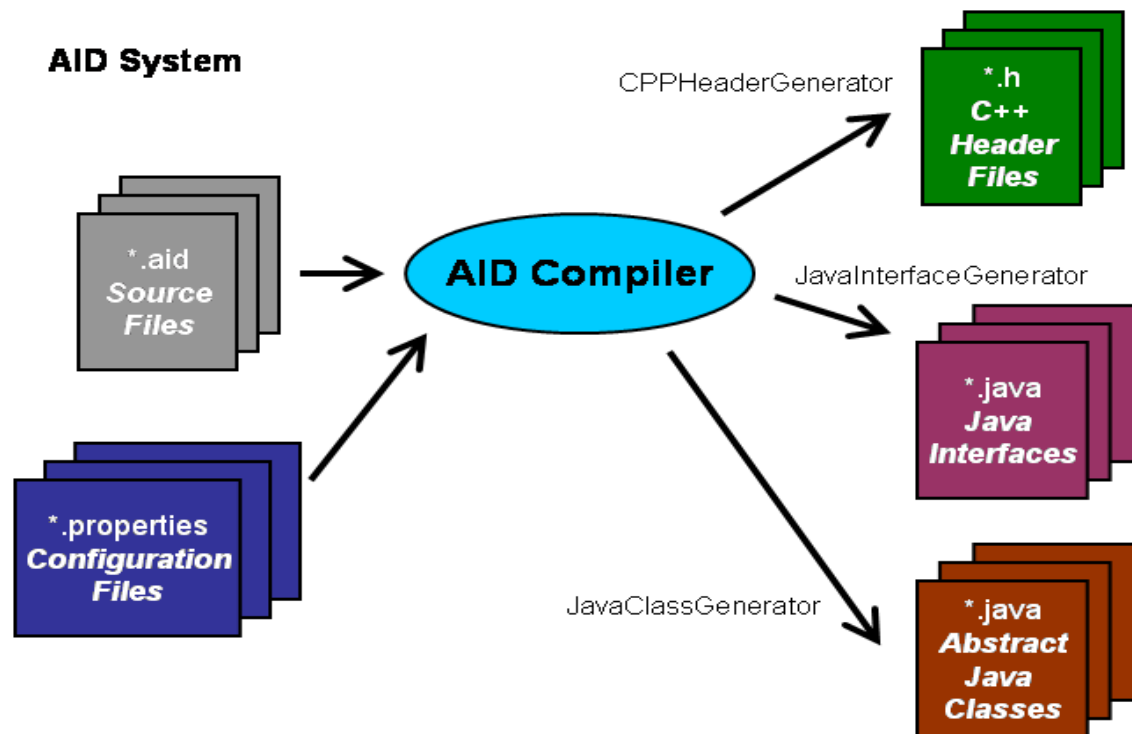 AID System
CPPHeaderGenerator
*.h
C++
Header
Files
*.aid
Source
Files
AID Compiler
JavaInterfaceGenerator
*.java
Java
Interfaces
*.properties
Configuration
Files
JavaClassGenerator
*.java
Abstract
Java
Classes